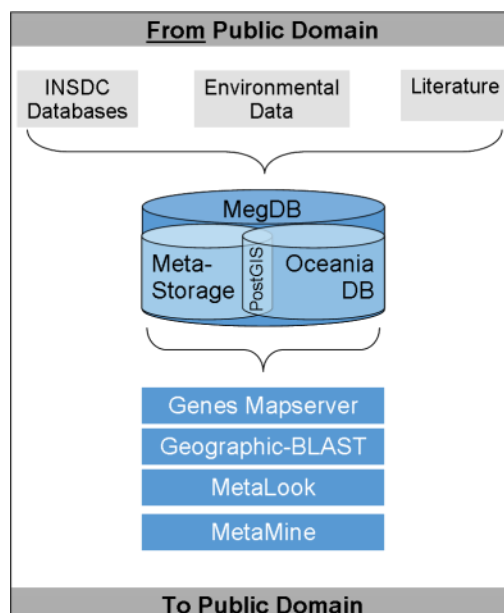 From Public Domain
INSDC
Databases
Environmental
Data
Literature
MegDB
Meta-
Storage
PostGIS
Oceania
DB
Genes Mapserver
Geographic-BLAST
MetaLook
MetaMine
To Public Domain